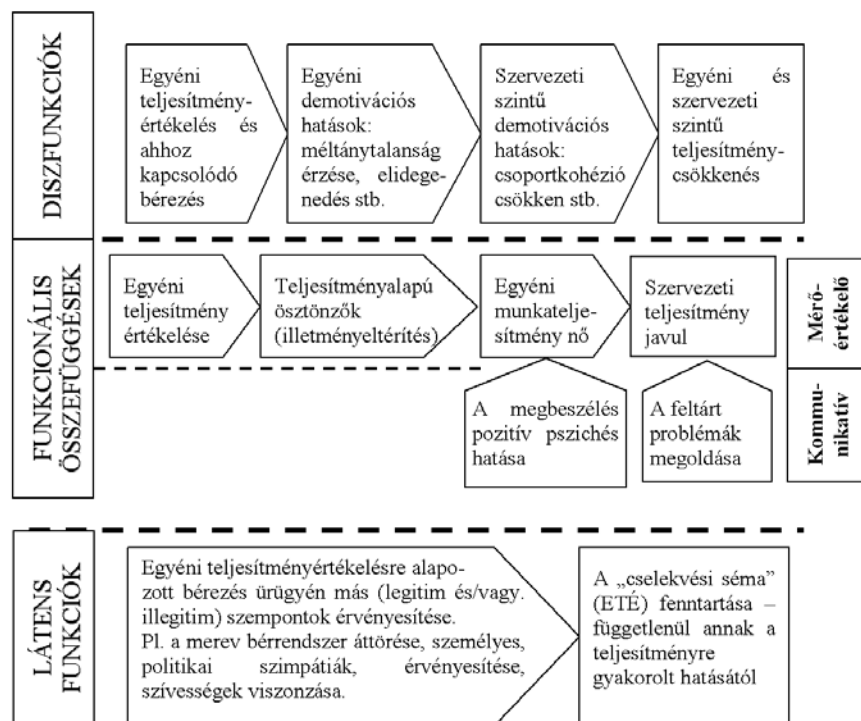 DISZFUNKCIÓK
Egyéni
teljesítmény-
értékelés és
ahhoz
kapcsolódó
bérezés
Egyéni
demotivációs
hatások:
méltánytalanság
érzése, elidege-
nedés stb.
Szervezeti
szintű
demotivációs
hatások:
csoportkohézió
csökken stb.
Egyéni és
szervezeti
szintű
teljesítmény-
csökkenés
FUNKCIONÁLIS
ÖSSZEFÜGGÉSEK
Egyéni
teljesítmény
értékelése
Teljesítményalapú
ösztönzők
(illetményeltérítés)
Egyéni
munkatelje-
sítmény nő
Szervezeti
teljesítmény
javul
Mérő-
értékelő
A megbeszélés
pozitív pszichés
hatása
A feltárt
problémák
megoldása
Kommu-
nikatív
LÁTENS
FUNKCIÓK
Egyéni teljesítményértékelésre alapo-
zott bérezés ürügyén más (legitim és/vagy.
illegitim) szempontok érvényesítése.
Pl. a merev bérrendszer áttörése, személyes,
politikai szimpátiák, érvényesítése,
szívességek viszonzása.
A „cselekvési séma”
(ETÉ) fenntartása –
függetlenül annak a
teljesítményre
gyakorolt hatásától